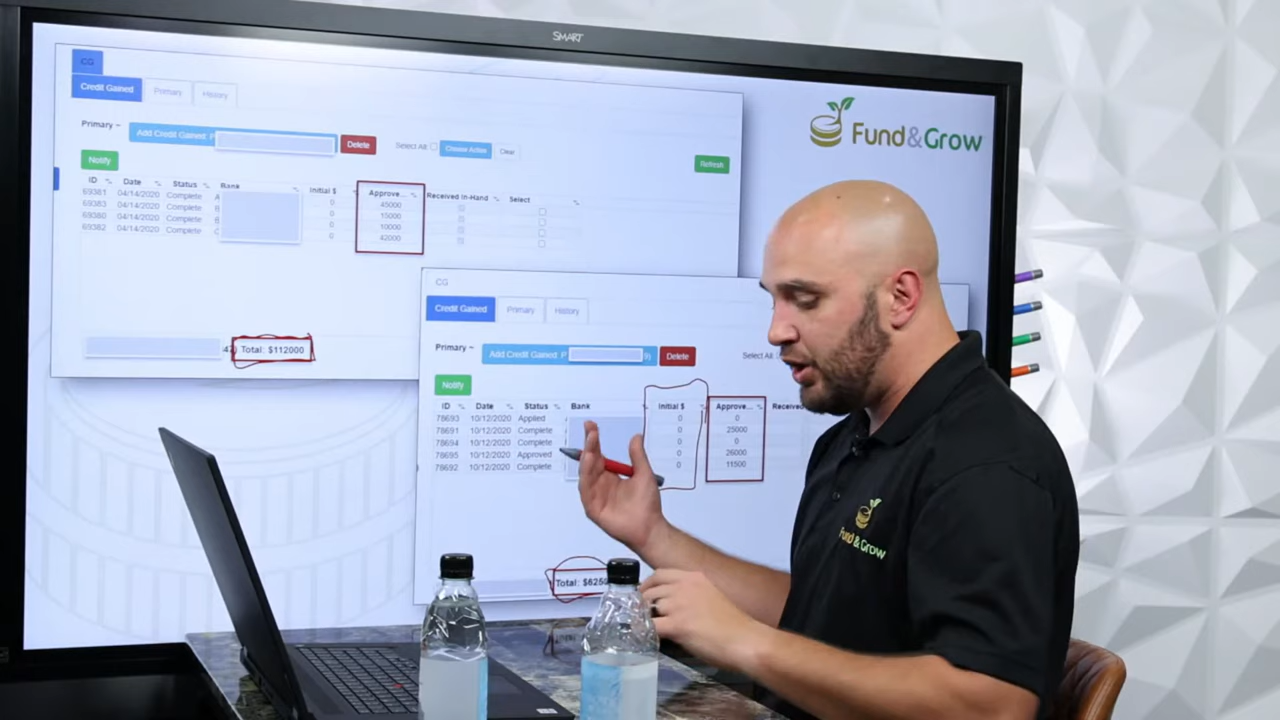 SMART
Fund&Grow
CG
Credit Gained Primary History
Primary Add Credit Gained: P Delete Select All: Choose Active Clear
Notify Refresh
ID Date Status Bank Initial $ Approve... Received In-Hand Select
69381 04/14/2020 Complete A 0 45000
69383 04/14/2020 Complete 0 15000
69380 04/14/2020 Complete 0 10000
69382 04/14/2020 Complete 0 42000
Total: $112000
CG
Credit Gained Primary History
Primary Add Credit Gained: P 9) Delete Select All
Notify
ID Date Status Bank Initial $ Approve... Received
78693 10/12/2020 Applied 0 0
78691 10/12/2020 Complete 0 25000
78694 10/12/2020 Complete 0 0
78695 10/12/2020 Approved 0 26000
78692 10/12/2020 Complete 0 11500
Total: $625
Fund & Grow